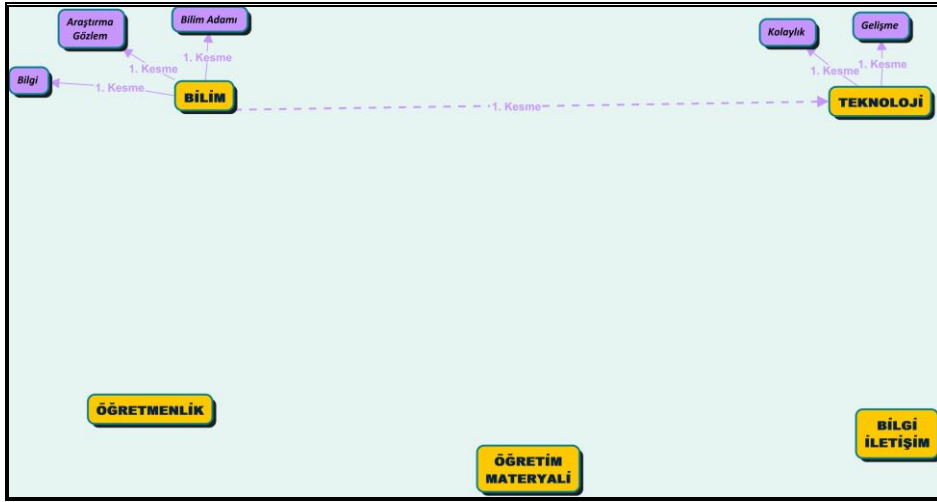 Araştırma
Gözlem
Bilim Adamı
1. Kesme
1. Kesme
Bilgi
1. Kesme
BİLİM
1. Kesme
Kolaylık
Gelişme
1. Kesme
1. Kesme
TEKNOLOJİ
ÖĞRETMENLİK
ÖĞRETİM
MATERYALİ
BİLGİ
İLETİŞİM